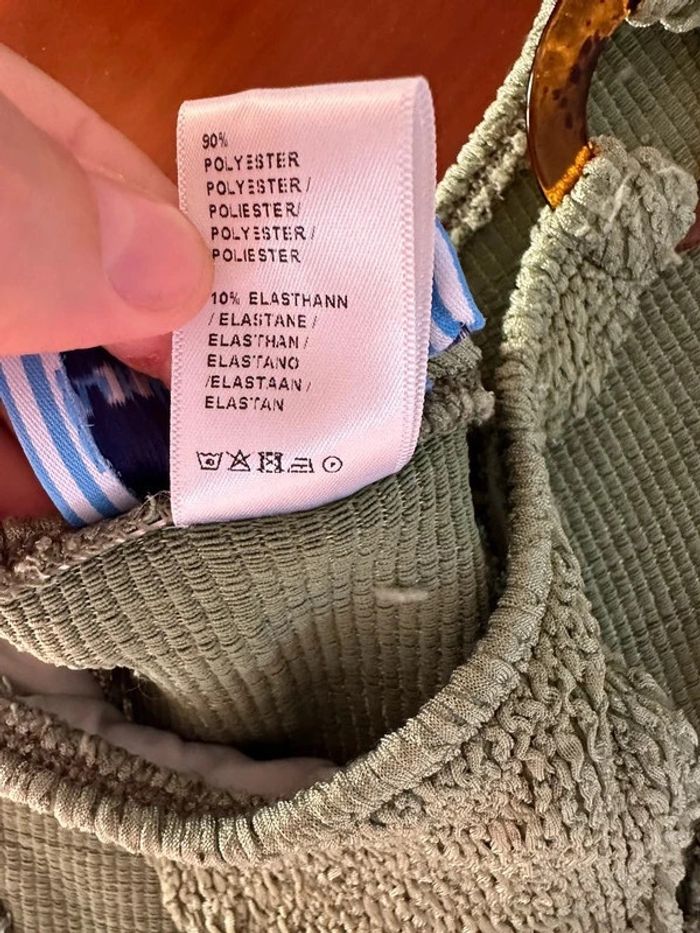 90%
POLYESTER
POLYESTER /
POLIESTER/
POLYESTER /
POLIESTER
10% ELASTHANN
/ ELASTANE /
ELASTHAN /
ELASTANO
/ELASTAAN /
ELASTAN